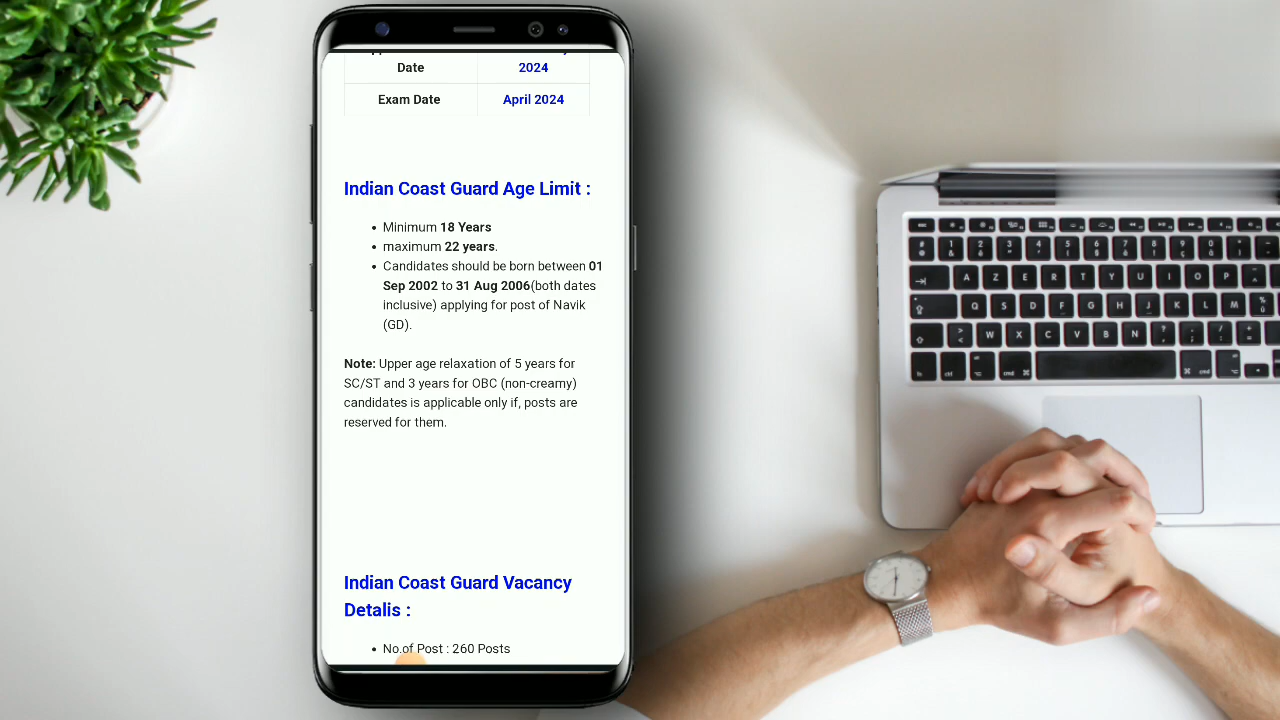 Date 2024
Exam Date April 2024
Indian Coast Guard Age Limit :
• Minimum 18 Years
• maximum 22 years.
• Candidates should be born between 01
Sep 2002 to 31 Aug 2006(both dates
inclusive) applying for post of Navik
(GD).
Note: Upper age relaxation of 5 years for
SC/ST and 3 years for OBC (non-creamy)
candidates is applicable only if, posts are
reserved for them.
Indian Coast Guard Vacancy
Detalis :
• No.of Post : 260 Posts